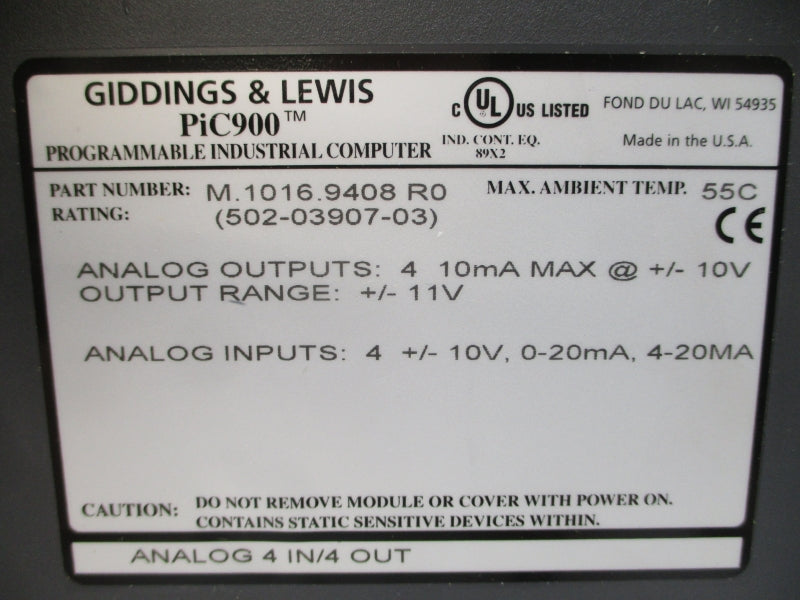 GIDDINGS & LEWIS
PiC900™
PROGRAMMABLE INDUSTRIAL COMPUTER
C UL US LISTED
IND. CONT. EQ.
89X2
FOND DU LAC, WI 54935
Made in the U.S.A.
PART NUMBER: M.1016.9408 R0 MAX. AMBIENT TEMP. 55C
RATING: (502-03907-03) CE
ANALOG OUTPUTS: 4 10mA MAX @ +/- 10V
OUTPUT RANGE: +/- 11V
ANALOG INPUTS: 4 +/- 10V, 0-20mA, 4-20MA
CAUTION: DO NOT REMOVE MODULE OR COVER WITH POWER ON.
CONTAINS STATIC SENSITIVE DEVICES WITHIN.
ANALOG 4 IN/4 OUT